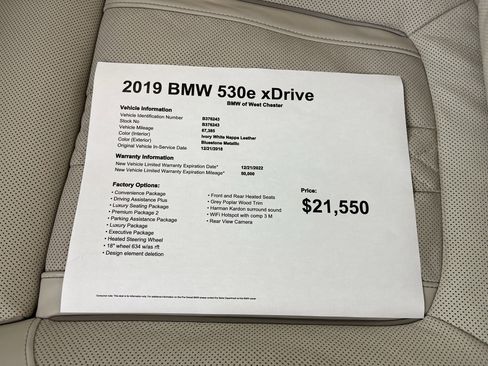 2019 BMW 530e xDrive
BMW of West Chester
Vehicle Information
Vehicle Identification Number B376243
Stock No B376243
Vehicle Mileage 67,385
Color (Interior) Ivory White Nappa Leather
Color (Exterior) Bluestone Metallic
Original Vehicle In-Service Date 12/21/2018
Warranty Information
New Vehicle Limited Warranty Expiration Date* 12/21/2022
New Vehicle Limited Warranty Expiration Mileage* 50,000
Factory Options:
• Convenience Package
• Driving Assistance Plus
• Luxury Seating Package
• Premium Package 2
• Parking Assistance Package
• Luxury Package
• Executive Package
• Heated Steering Wheel
• 18" wheel 634 w/as rft
• Design element deletion
• Front and Rear Heated Seats
• Grey Poplar Wood Trim
• Harman Kardon surround sound
• WiFi Hotspot with comp 3 M
• Rear View Camera
Price:
$21,550